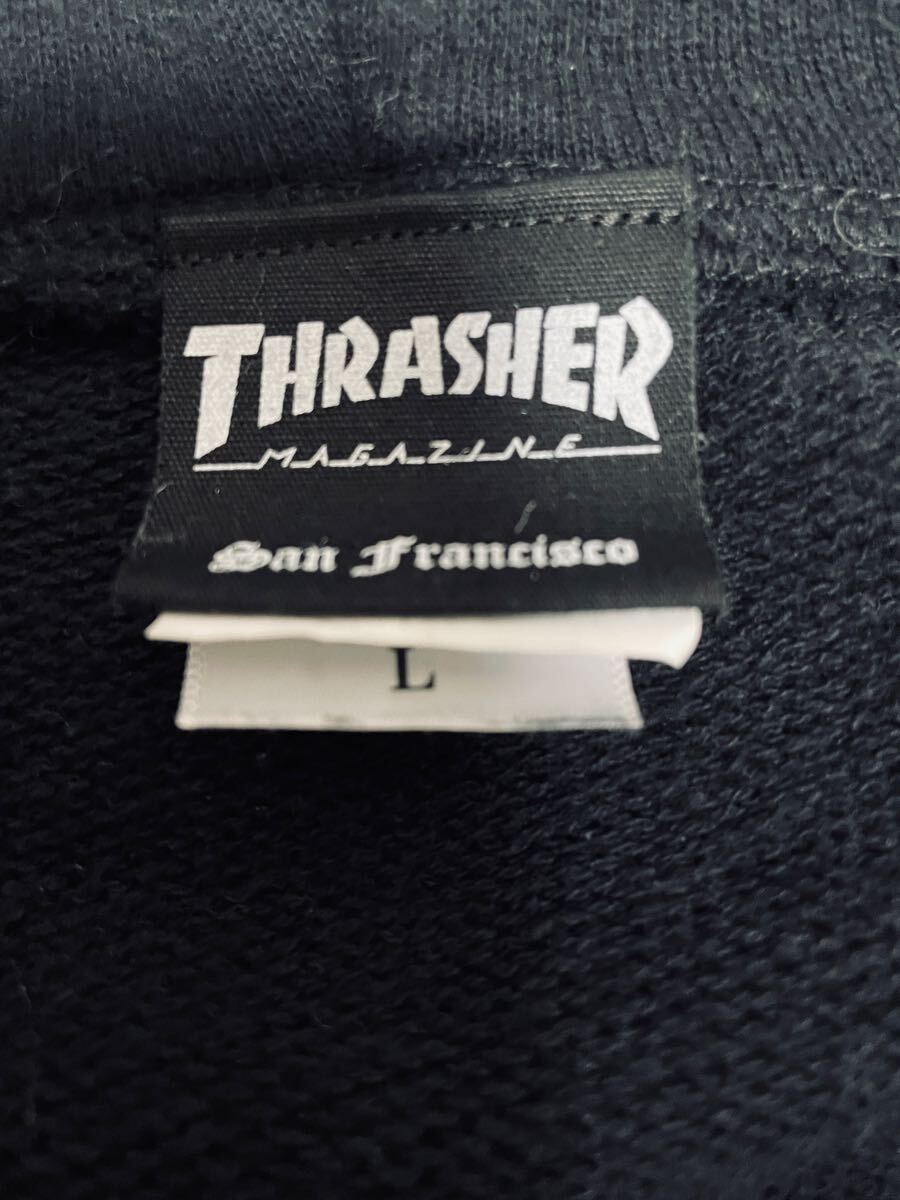 THRASHER
MAGAZINE
San Francisco
L